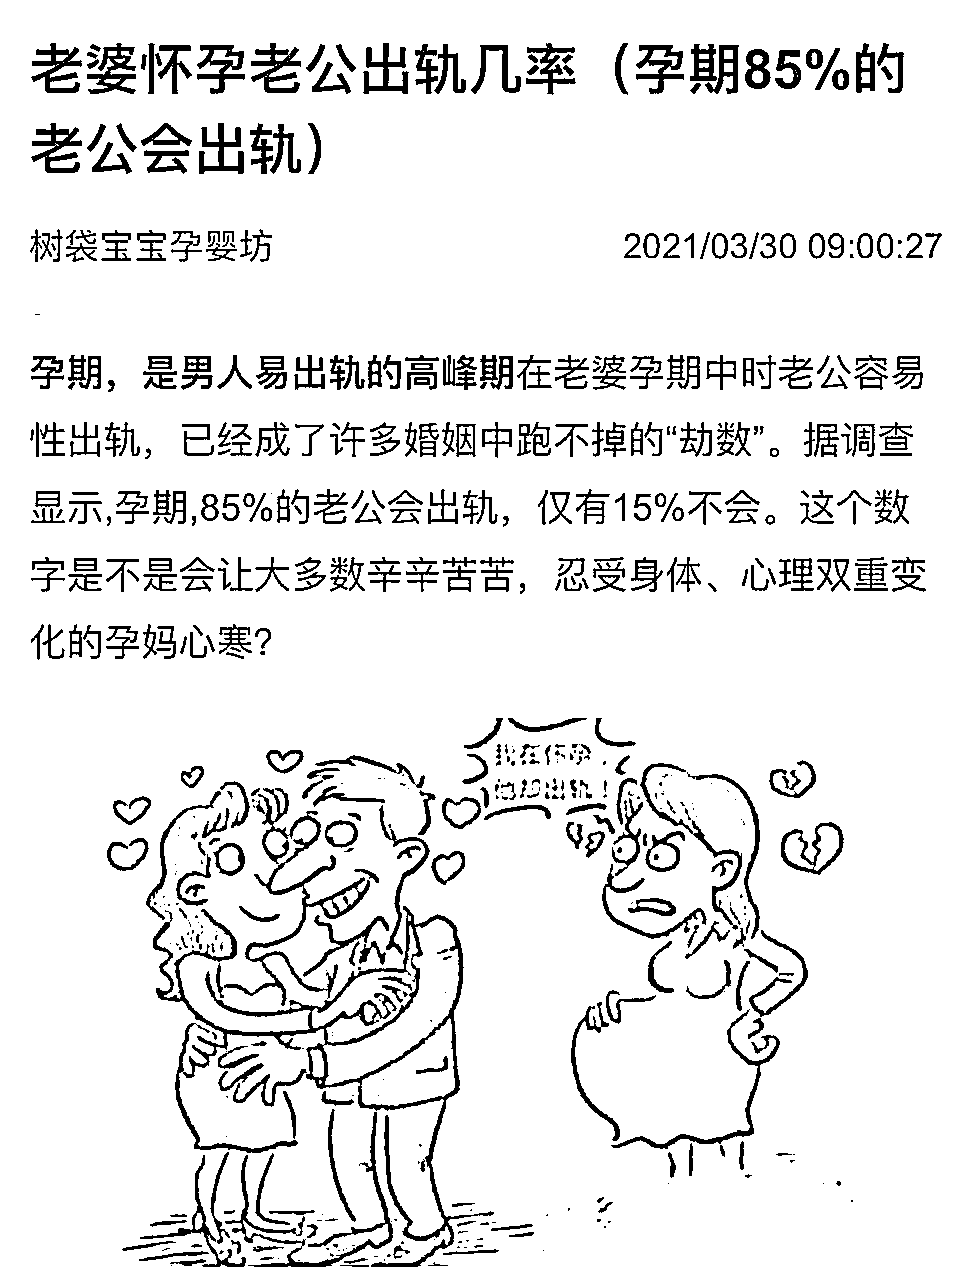 老婆怀孕老公出轨几率（孕期85%的
老公会出轨）
树袋宝宝孕婴坊 2021/03/30 09:00:27
孕期，是男人易出轨的高峰期在老婆孕期中时老公容易
性出轨，已经成了许多婚姻中跑不掉的“劫数”。据调查
显示,孕期,85%的老公会出轨，仅有15%不会。这个数
字是不是会让大多数辛辛苦苦，忍受身体、心理双重变
化的孕妈心寒?
我在怀孕，
他却出轨！